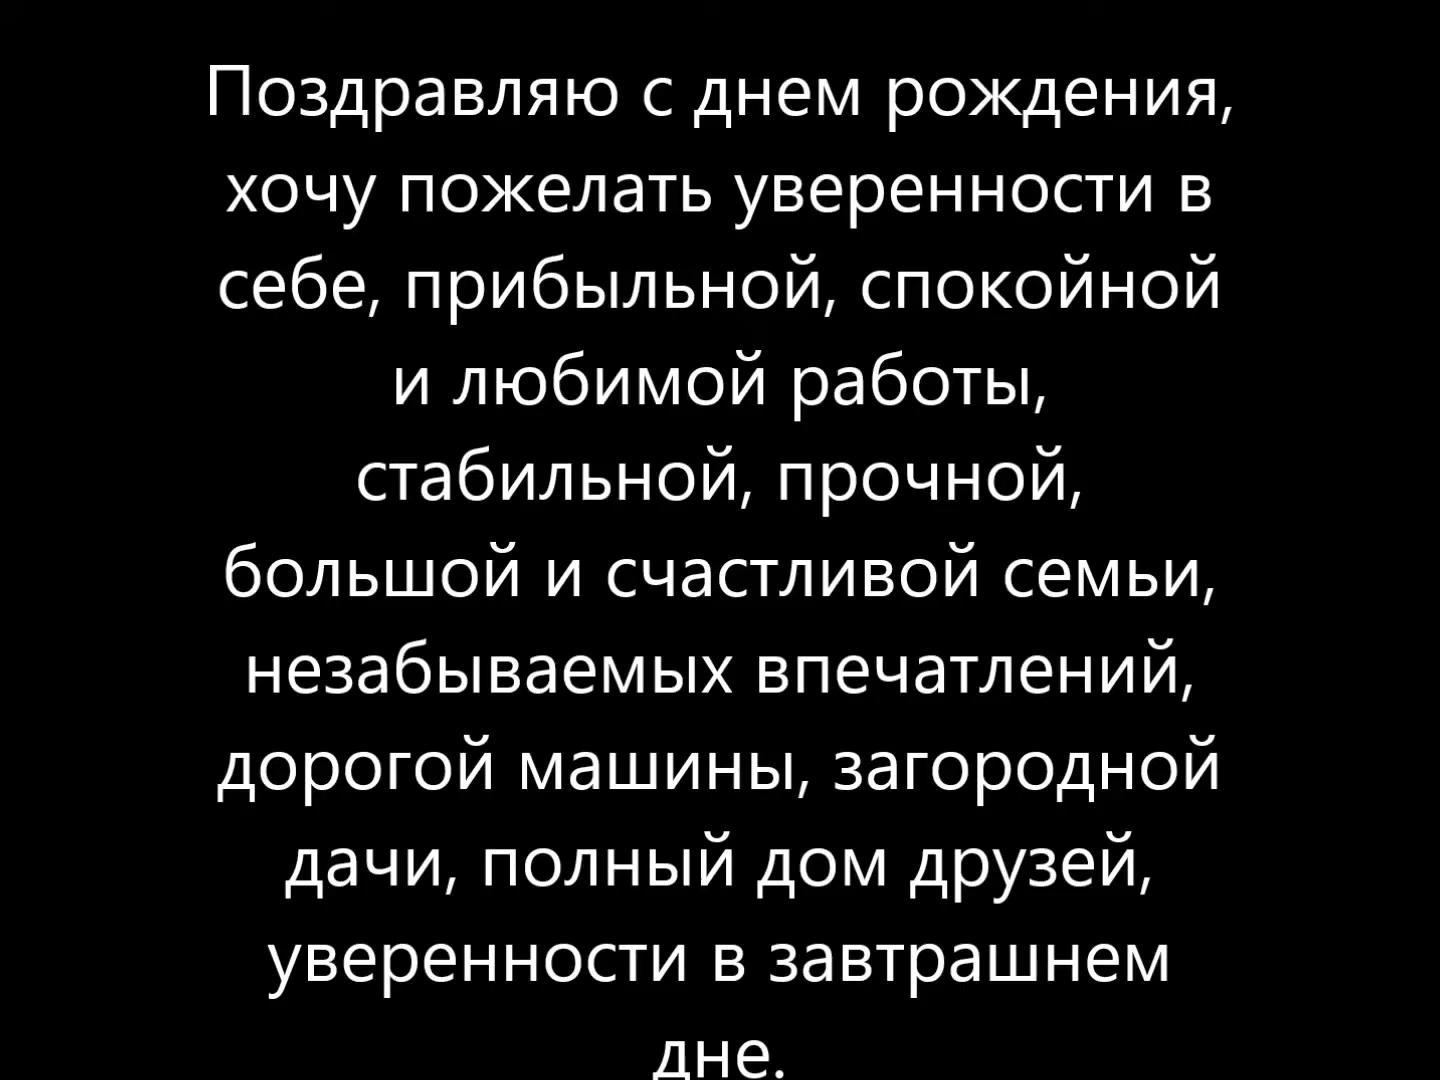 Поздравляю с днем рождения,
хочу пожелать уверенности в
себе, прибыльной, спокойной
и любимой работы,
стабильной, прочной,
большой и счастливой семьи,
незабываемых впечатлений,
дорогой машины, загородной
дачи, полный дом друзей,
уверенности в завтрашнем
дне.